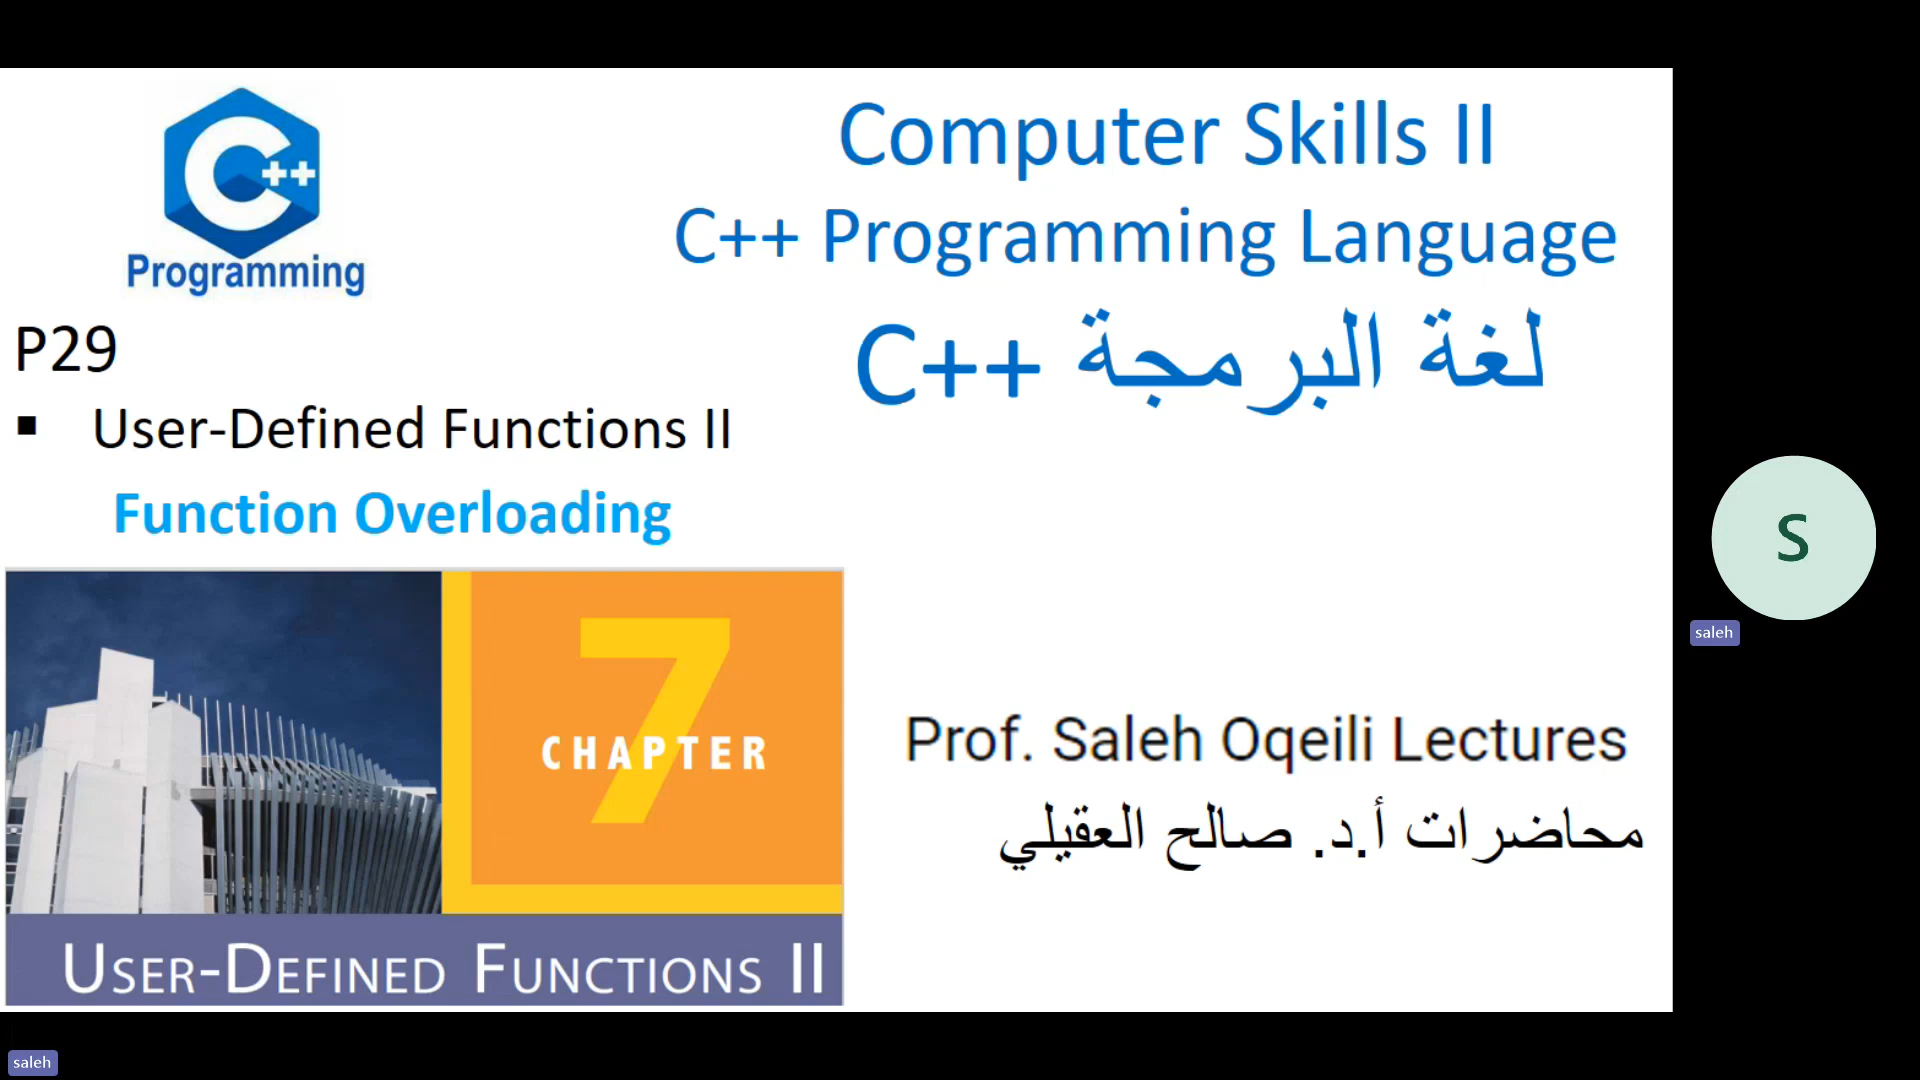 C++
Programming
Computer Skills II
C++ Programming Language
لغة البرمجة C++
P29
▪ User-Defined Functions II
Function Overloading
7
CHAPTER
USER-DEFINED FUNCTIONS II
Prof. Saleh Oqeili Lectures
محاضرات أ.د. صالح العقيلي
S
saleh
saleh